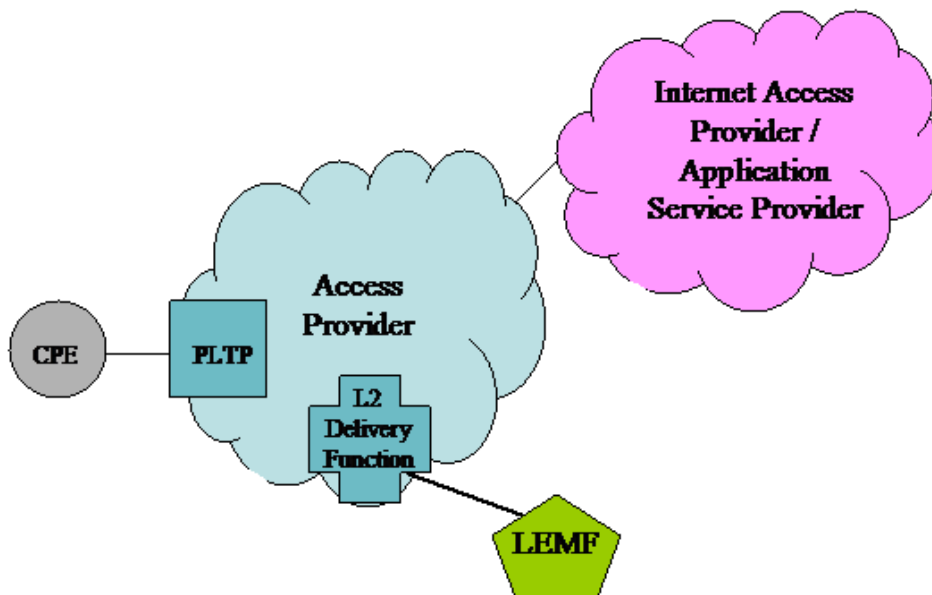 Internet Access
Provider /
Application
Service Provider
Access
Provider
CPE
PLTP
L2
Delivery
Function
LEMF